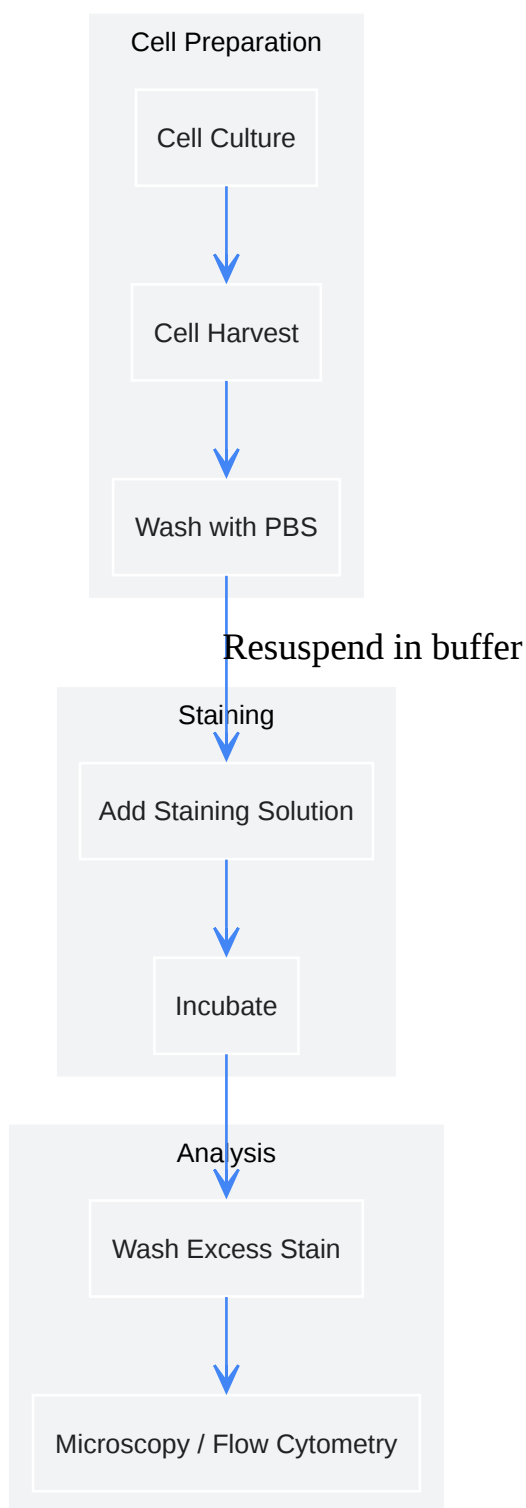 Cell Preparation
Cell Culture
Cell Harvest
Wash with PBS
Resuspend in buffer
Staining
Add Staining Solution
Incubate
Analysis
Wash Excess Stain
Microscopy / Flow Cytometry